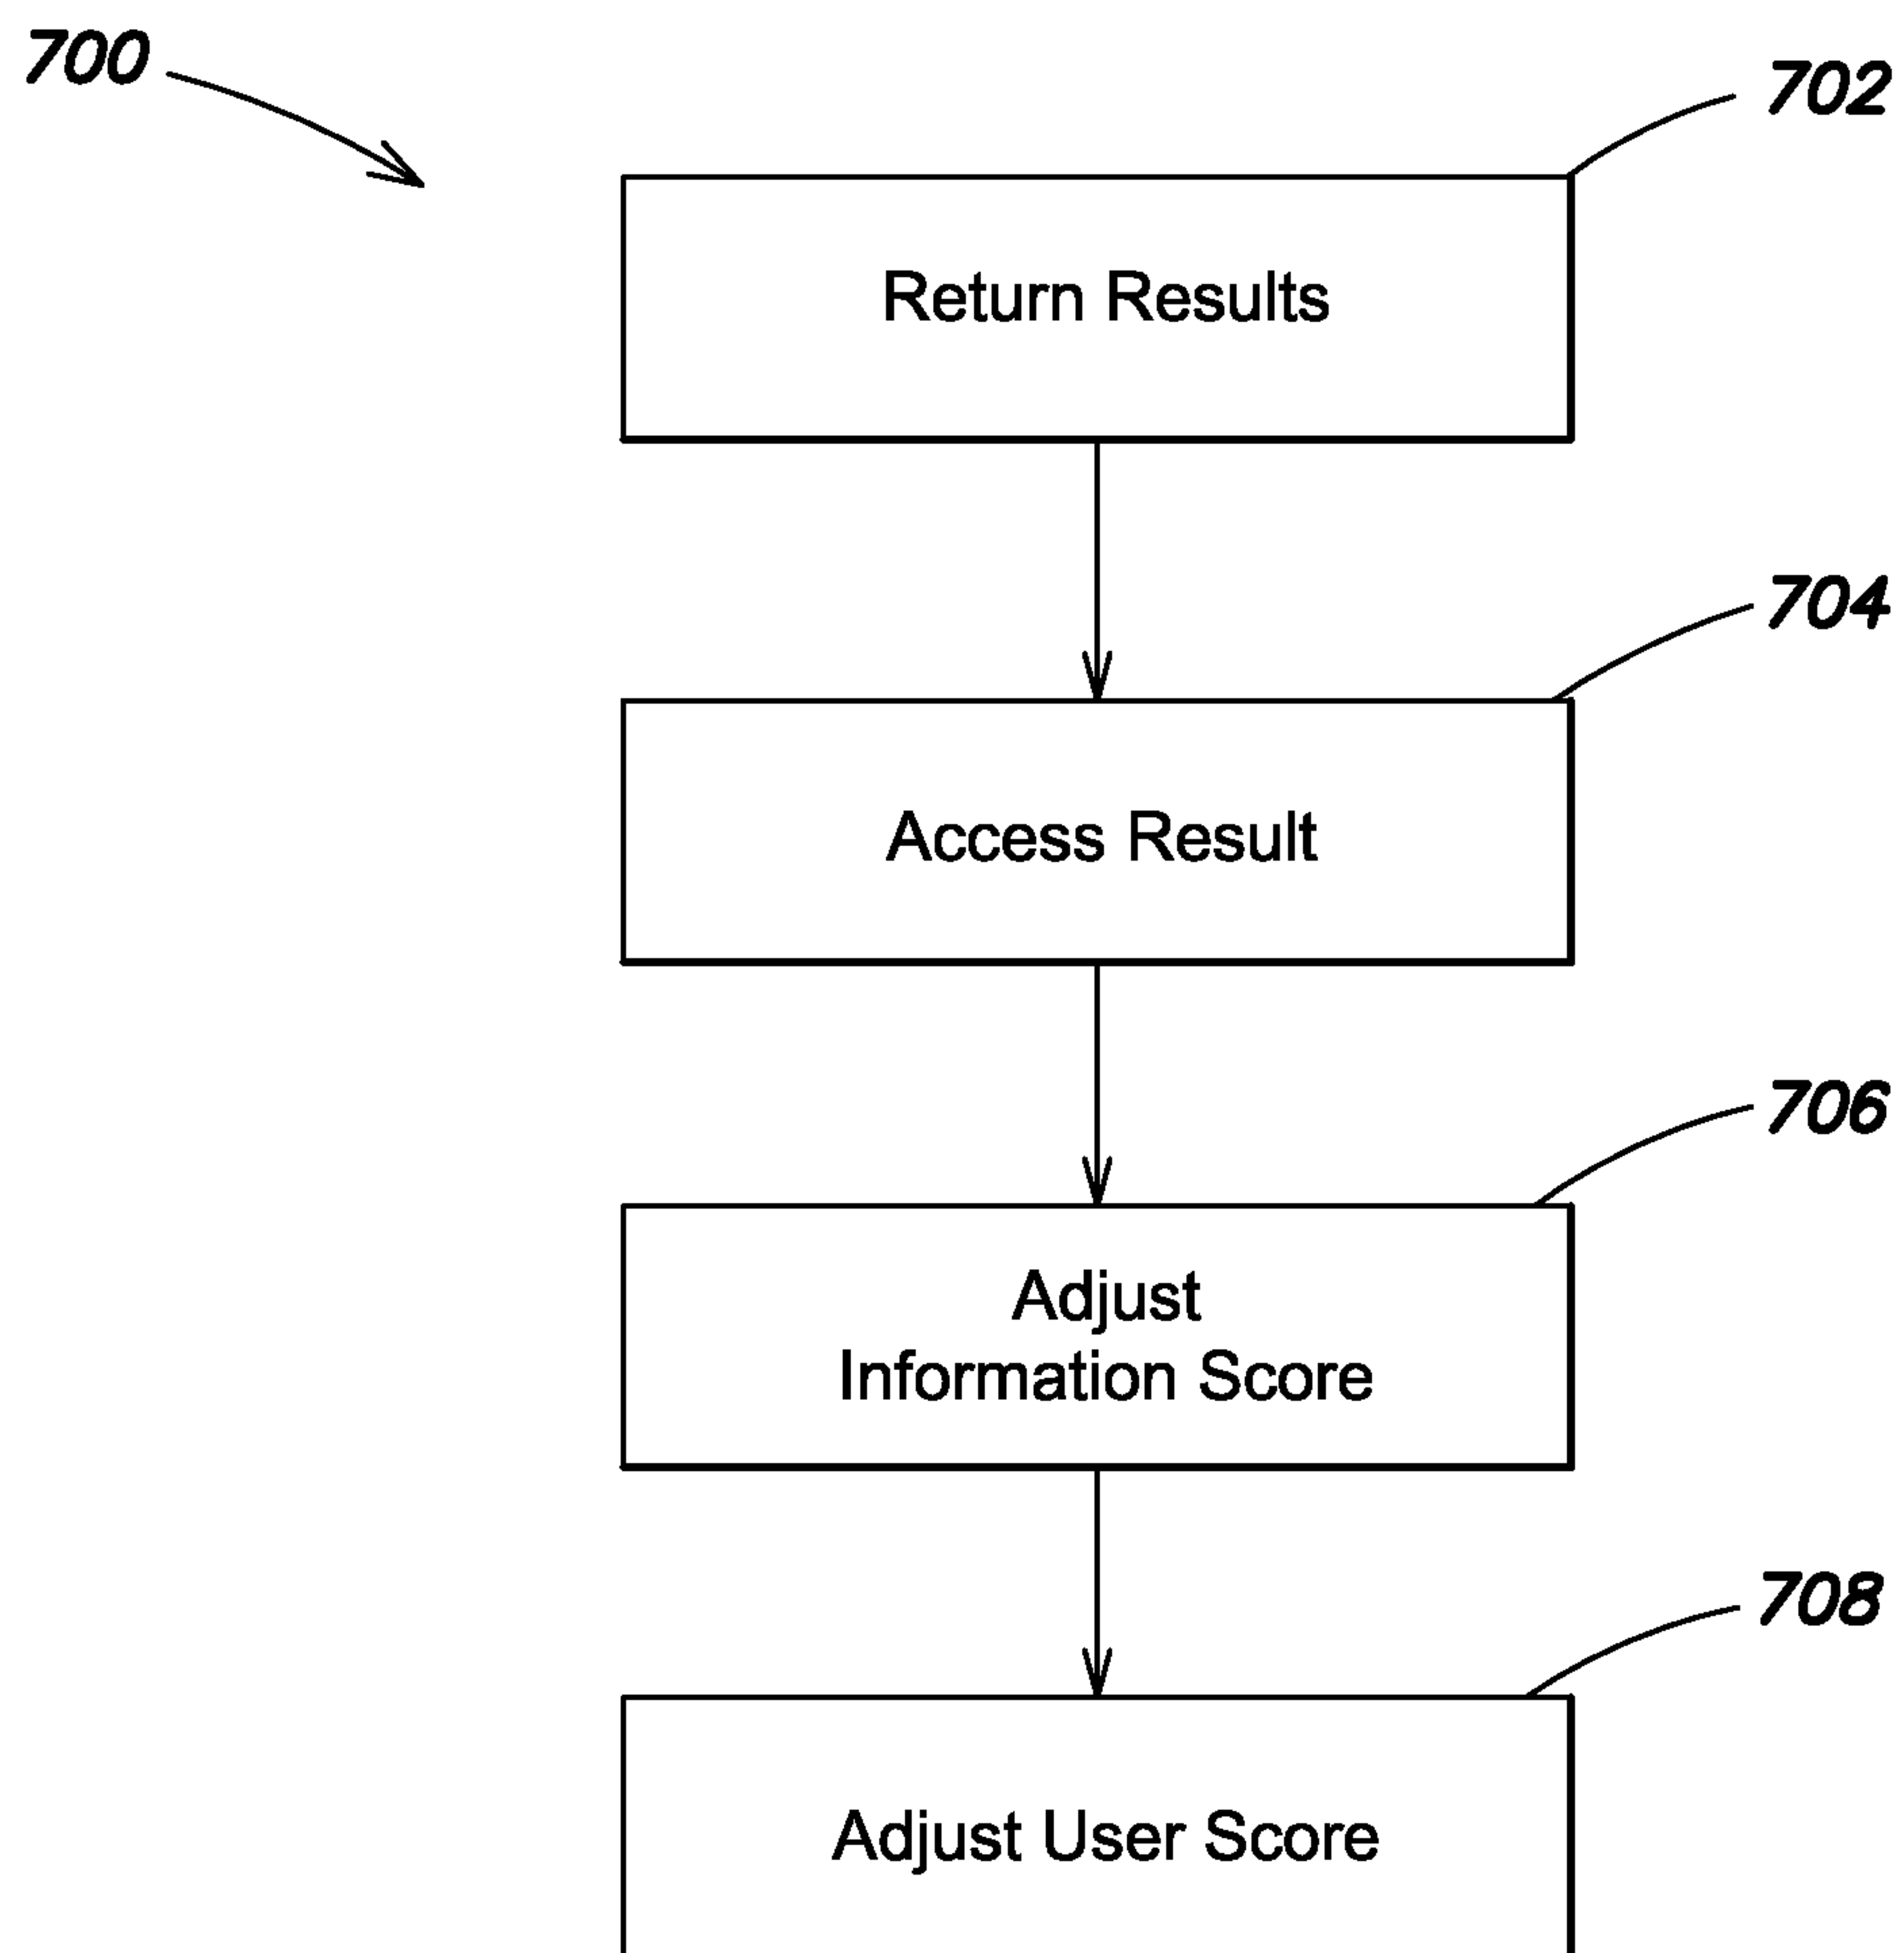 700
702
Return Results
704
Access Result
706
Adjust
Information Score
708
Adjust User Score